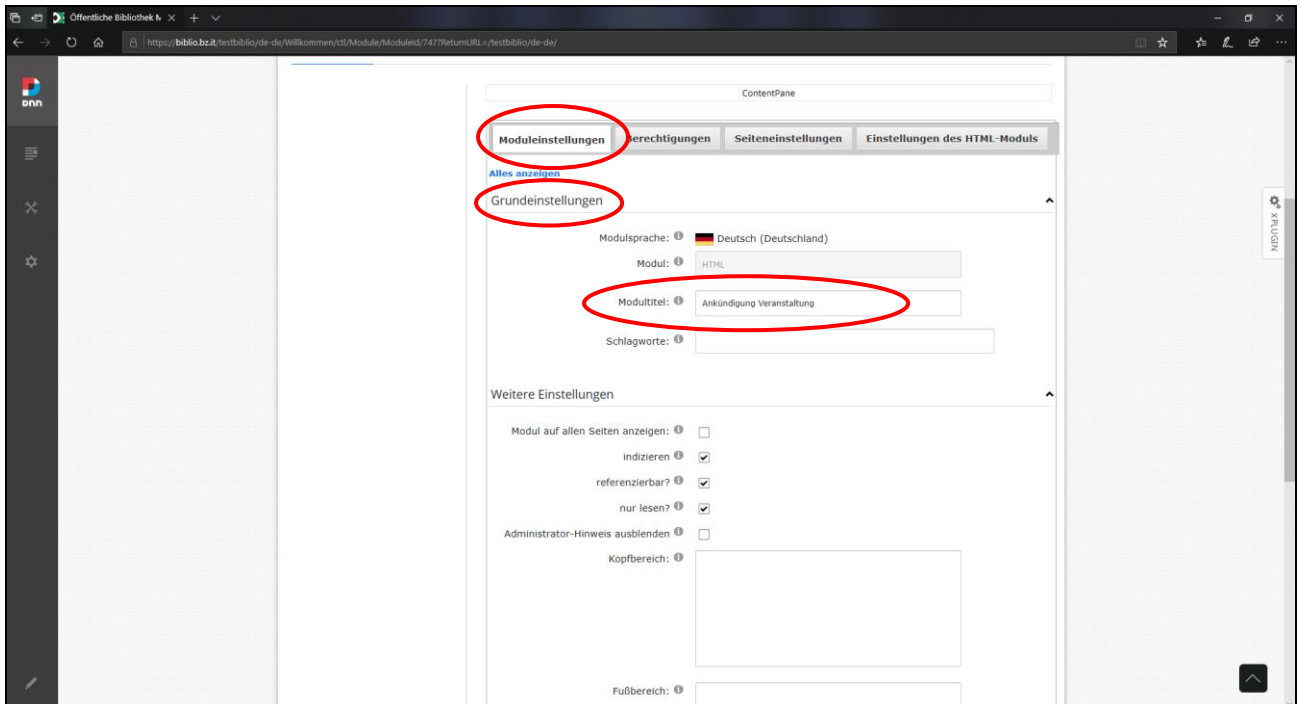 Öffentliche Bibliothek M
https://biblio.bz.it/testbiblio/de-de/Willkommen/ctl/Module/ModuleId/747?ReturnURL=/testbiblio/de-de/
DNN
ContentPane
Moduleinstellungen Berechtigungen Seiteneinstellungen Einstellungen des HTML-Moduls
Alles anzeigen
Grundeinstellungen
Modulsprache: Deutsch (Deutschland)
Modul: HTML
Modultitel: Ankündigung Veranstaltung
Schlagworte:
XPLUGIN
Weitere Einstellungen
Modul auf allen Seiten anzeigen:
indizieren
referenzierbar?
nur lesen?
Administrator-Hinweis ausblenden
Kopfbereich:
Fußbereich: